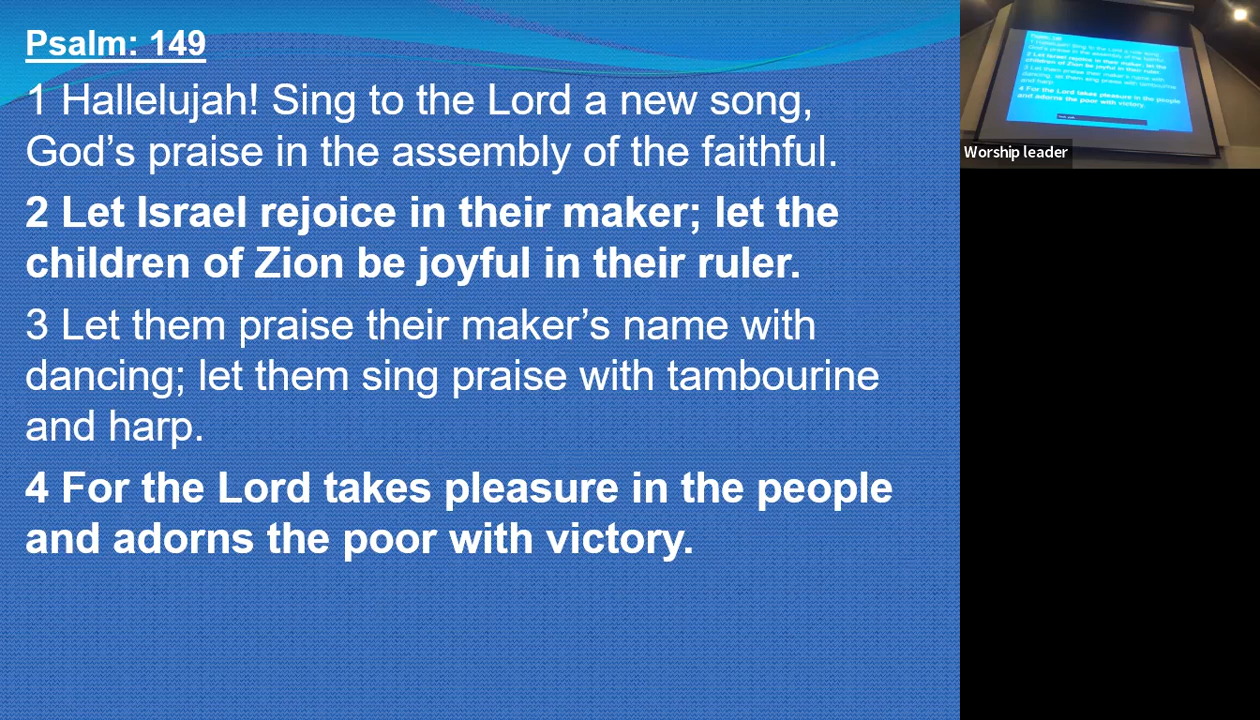 Psalm: 149
1 Hallelujah! Sing to the Lord a new song,
God’s praise in the assembly of the faithful.
2 Let Israel rejoice in their maker; let the
children of Zion be joyful in their ruler.
3 Let them praise their maker’s name with
dancing; let them sing praise with tambourine
and harp.
4 For the Lord takes pleasure in the people
and adorns the poor with victory.
Worship leader